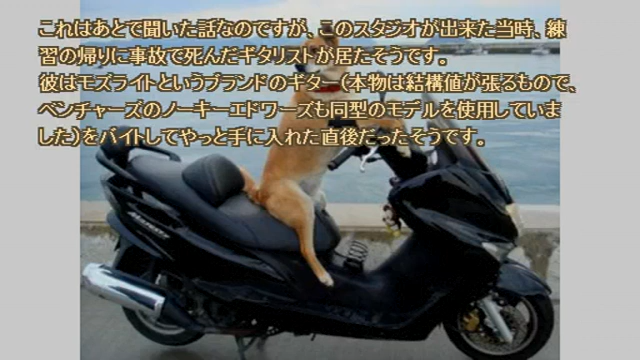 これはあとで聞いた話なのですが、このスタジオが出来た当時、練
習の帰りに事故で死んだギタリストが居たそうです。
彼はモズライトというブランドのギター(本物は結構値が張るもので、
ベンチャーズのノーキーエドワーズも同型のモデルを使用していま
した)をバイトしてやっと手に入れた直後だったそうです。
MAJESTY